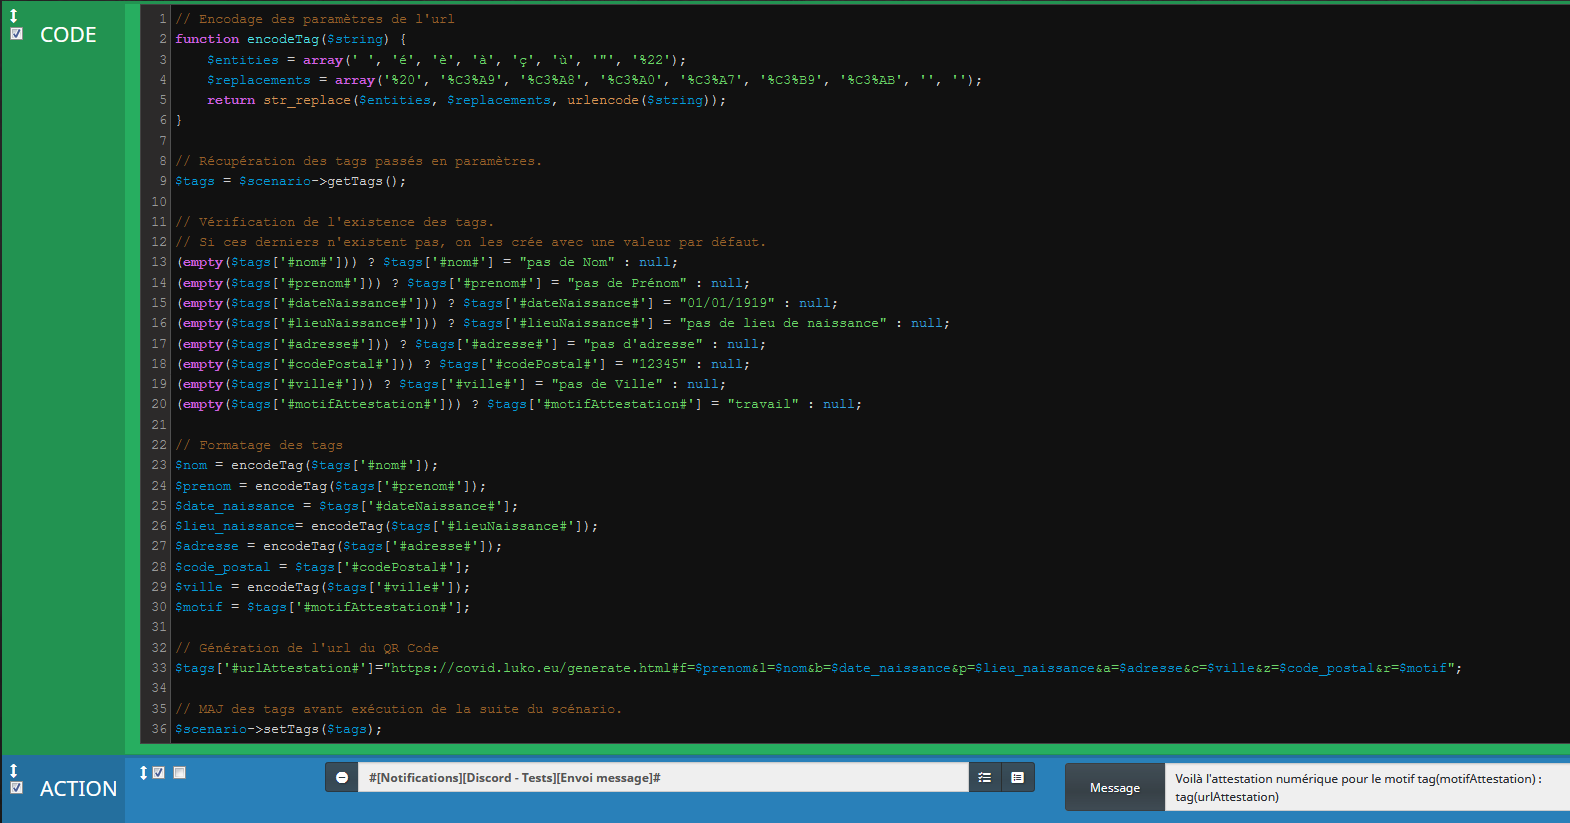 CODE
1 // Encodage des paramètres de l'url
2 function encodeTag($string) {
3     $entities = array(' ', 'é', 'è', 'à', 'ç', 'ù', '"', '%22');
4     $replacements = array('%20', '%C3%A9', '%C3%A8', '%C3%A0', '%C3%A7', '%C3%B9', '%C3%AB', '', '');
5     return str_replace($entities, $replacements, urlencode($string));
6 }
7
8 // Récupération des tags passés en paramètres.
9 $tags = $scenario->getTags();
10
11 // Vérification de l'existence des tags.
12 // Si ces derniers n'existent pas, on les crée avec une valeur par défaut.
13 (empty($tags['#nom#'])) ? $tags['#nom#'] = "pas de Nom" : null;
14 (empty($tags['#prenom#'])) ? $tags['#prenom#'] = "pas de Prénom" : null;
15 (empty($tags['#dateNaissance#'])) ? $tags['#dateNaissance#'] = "01/01/1919" : null;
16 (empty($tags['#lieuNaissance#'])) ? $tags['#lieuNaissance#'] = "pas de lieu de naissance" : null;
17 (empty($tags['#adresse#'])) ? $tags['#adresse#'] = "pas d'adresse" : null;
18 (empty($tags['#codePostal#'])) ? $tags['#codePostal#'] = "12345" : null;
19 (empty($tags['#ville#'])) ? $tags['#ville#'] = "pas de Ville" : null;
20 (empty($tags['#motifAttestation#'])) ? $tags['#motifAttestation#'] = "travail" : null;
21
22 // Formatage des tags
23 $nom = encodeTag($tags['#nom#']);
24 $prenom = encodeTag($tags['#prenom#']);
25 $date_naissance = $tags['#dateNaissance#'];
26 $lieu_naissance= encodeTag($tags['#lieuNaissance#']);
27 $adresse = encodeTag($tags['#adresse#']);
28 $code_postal = $tags['#codePostal#'];
29 $ville = encodeTag($tags['#ville#']);
30 $motif = $tags['#motifAttestation#'];
31
32 // Génération de l'url du QR Code
33 $tags['#urlAttestation#']="https://covid.luko.eu/generate.html#f=$prenom&l=$nom&b=$date_naissance&p=$lieu_naissance&a=$adresse&c=$ville&z=$code_postal&r=$motif";
34
35 // MAJ des tags avant exécution de la suite du scénario.
36 $scenario->setTags($tags);
ACTION
#[Notifications][Discord - Tests][Envoi message]#
Message
Voilà l'attestation numérique pour le motif tag(motifAttestation) :
tag(urlAttestation)